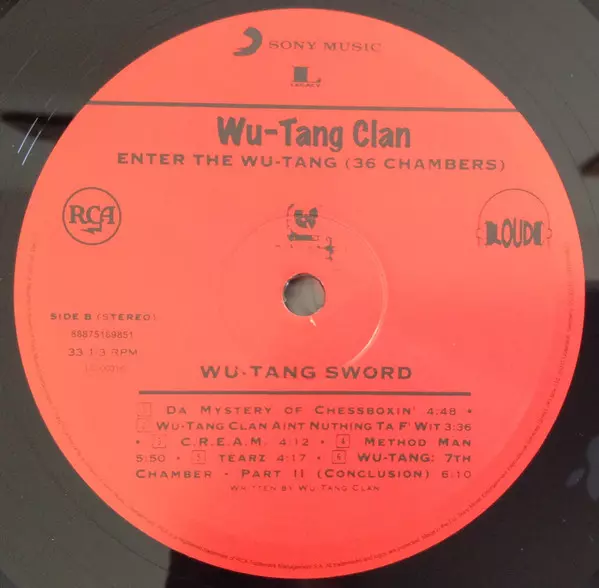 SONY MUSIC
L
LEGACY
Wu-Tang Clan
ENTER THE WU-TANG (36 CHAMBERS)
RCA
LOUD
SIDE B (STEREO)
88875169851
33 1 3 RPM
WU-TANG SWORD
1 DA MYSTERY OF CHESSBOXIN' 4:48 •
2 WU-TANG CLAN AINT NUTHING TA F' WIT 3:36
• 3 C.R.E.A.M. 4:12 • 4 METHOD MAN
5:50 • 5 TEARZ 4:17 • 6 WU-TANG: 7TH
CHAMBER - PART II (CONCLUSION) 6:10
WRITTEN BY WU-TANG CLAN